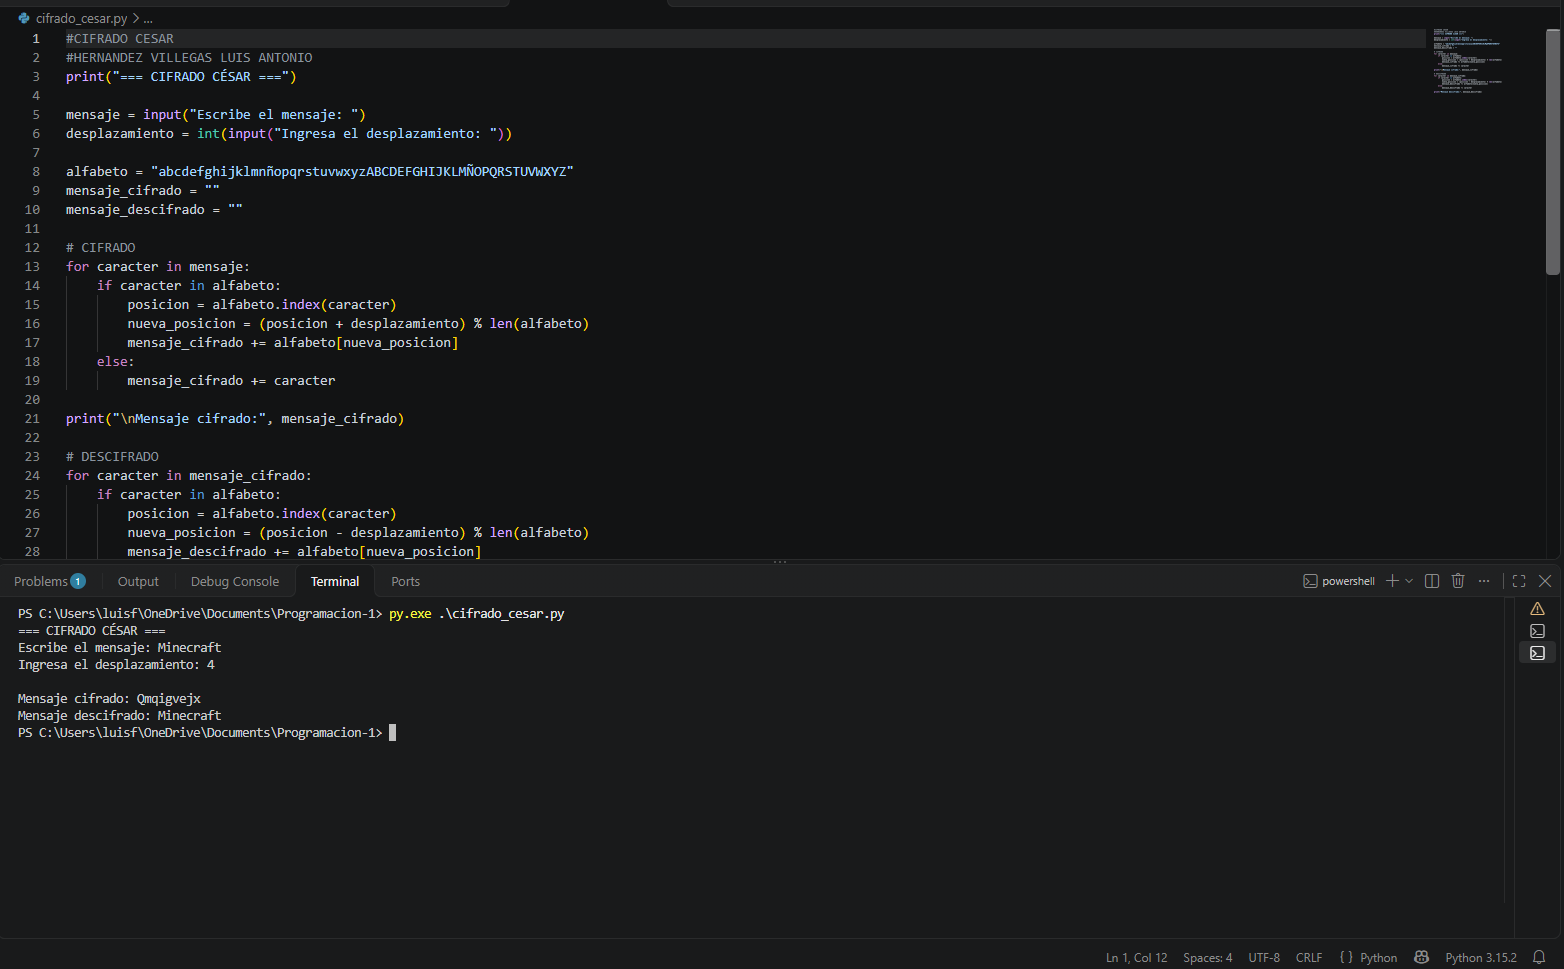 cifrado_cesar.py > ...
1 #CIFRADO CESAR
2 #HERNANDEZ VILLEGAS LUIS ANTONIO
3 print("=== CIFRADO CÉSAR ===")
4
5 mensaje = input("Escribe el mensaje: ")
6 desplazamiento = int(input("Ingresa el desplazamiento: "))
7
8 alfabeto = "abcdefghijklmnñopqrstuvwxyzABCDEFGHIJKLMÑOPQRSTUVWXYZ"
9 mensaje_cifrado = ""
10 mensaje_descifrado = ""
11
12 # CIFRADO
13 for caracter in mensaje:
14 if caracter in alfabeto:
15 posicion = alfabeto.index(caracter)
16 nueva_posicion = (posicion + desplazamiento) % len(alfabeto)
17 mensaje_cifrado += alfabeto[nueva_posicion]
18 else:
19 mensaje_cifrado += caracter
20
21 print("\nMensaje cifrado:", mensaje_cifrado)
22
23 # DESCIFRADO
24 for caracter in mensaje_cifrado:
25 if caracter in alfabeto:
26 posicion = alfabeto.index(caracter)
27 nueva_posicion = (posicion - desplazamiento) % len(alfabeto)
28 mensaje_descifrado += alfabeto[nueva_posicion]
Problems 1 Output Debug Console Terminal Ports powershell
PS C:\Users\luisf\OneDrive\Documents\Programacion-1> py.exe .\cifrado_cesar.py
=== CIFRADO CÉSAR ===
Escribe el mensaje: Minecraft
Ingresa el desplazamiento: 4
Mensaje cifrado: Qmqigvejx
Mensaje descifrado: Minecraft
PS C:\Users\luisf\OneDrive\Documents\Programacion-1>
Ln 1, Col 12 Spaces: 4 UTF-8 CRLF { } Python Python 3.15.2